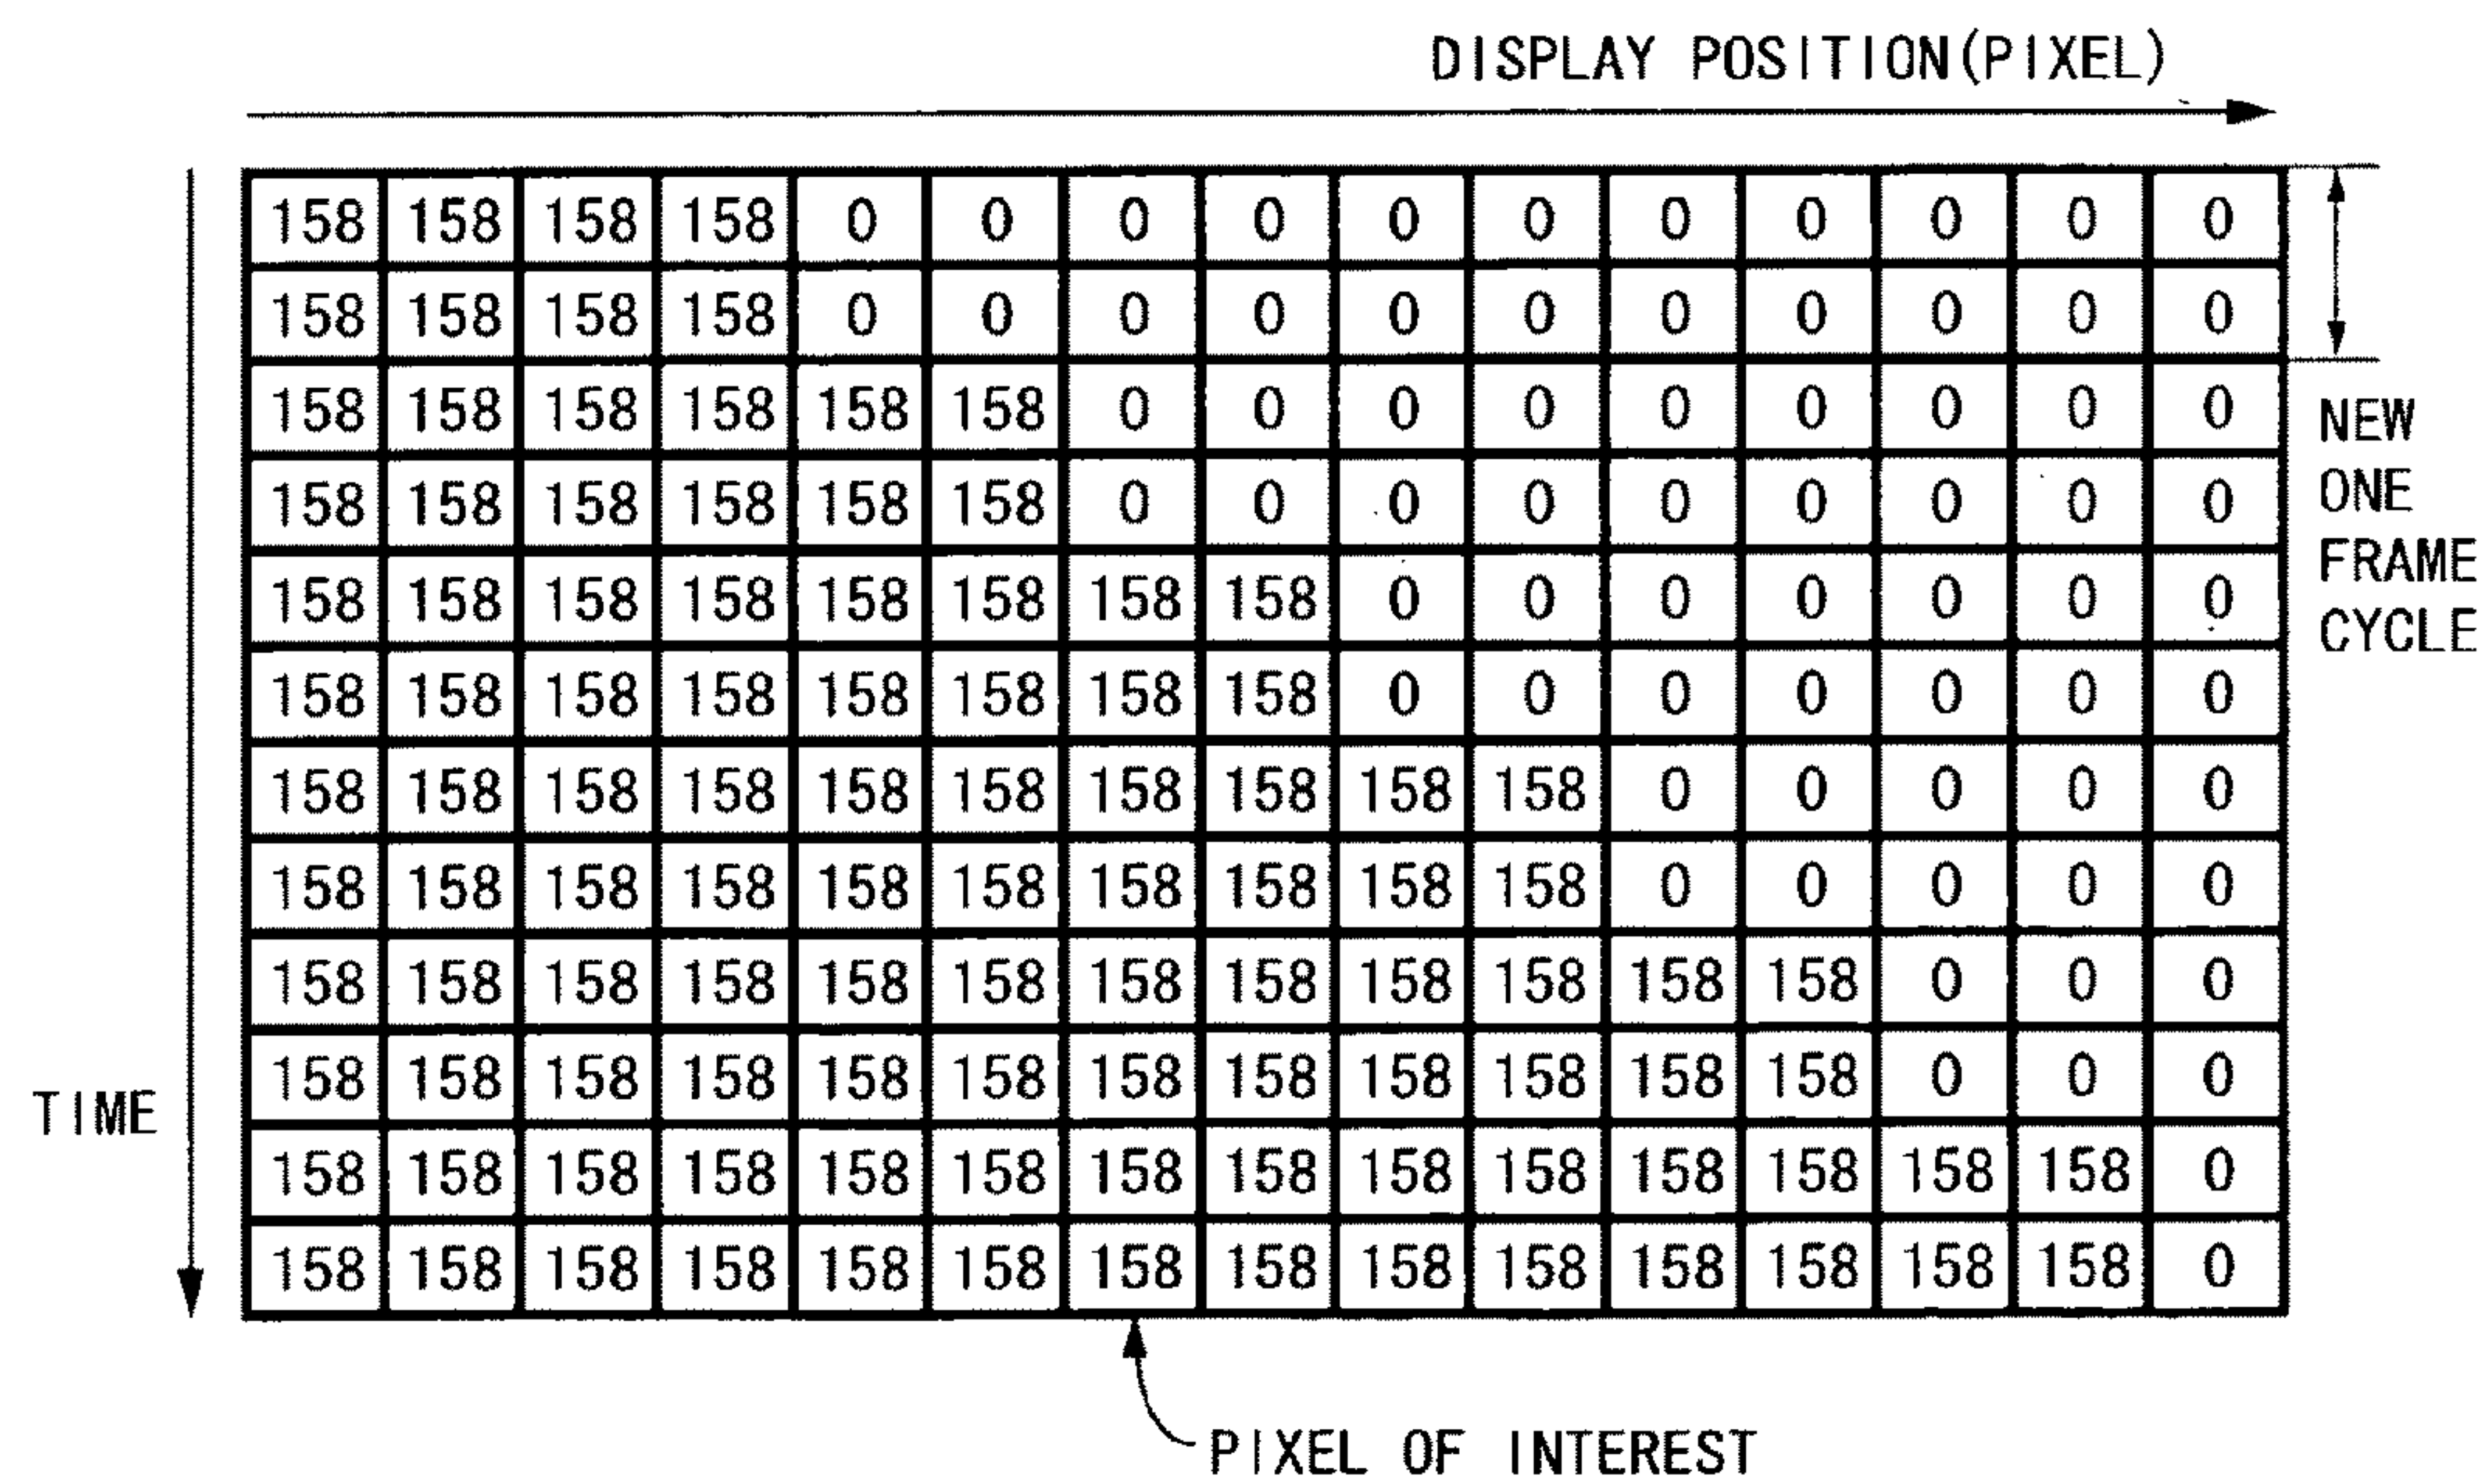 DISPLAY POSITION(PIXEL)
158 158 158 158 0 0 0 0 0 0 0 0 0 0 0
158 158 158 158 0 0 0 0 0 0 0 0 0 0 0
158 158 158 158 158 158 0 0 0 0 0 0 0 0 0
158 158 158 158 158 158 0 0 0 0 0 0 0 0 0
158 158 158 158 158 158 158 158 0 0 0 0 0 0 0
158 158 158 158 158 158 158 158 0 0 0 0 0 0 0
158 158 158 158 158 158 158 158 158 158 0 0 0 0 0
158 158 158 158 158 158 158 158 158 158 0 0 0 0 0
158 158 158 158 158 158 158 158 158 158 158 158 0 0 0
158 158 158 158 158 158 158 158 158 158 158 158 0 0 0
158 158 158 158 158 158 158 158 158 158 158 158 158 158 0
158 158 158 158 158 158 158 158 158 158 158 158 158 158 0
NEW
ONE
FRAME
CYCLE
TIME
PIXEL OF INTEREST